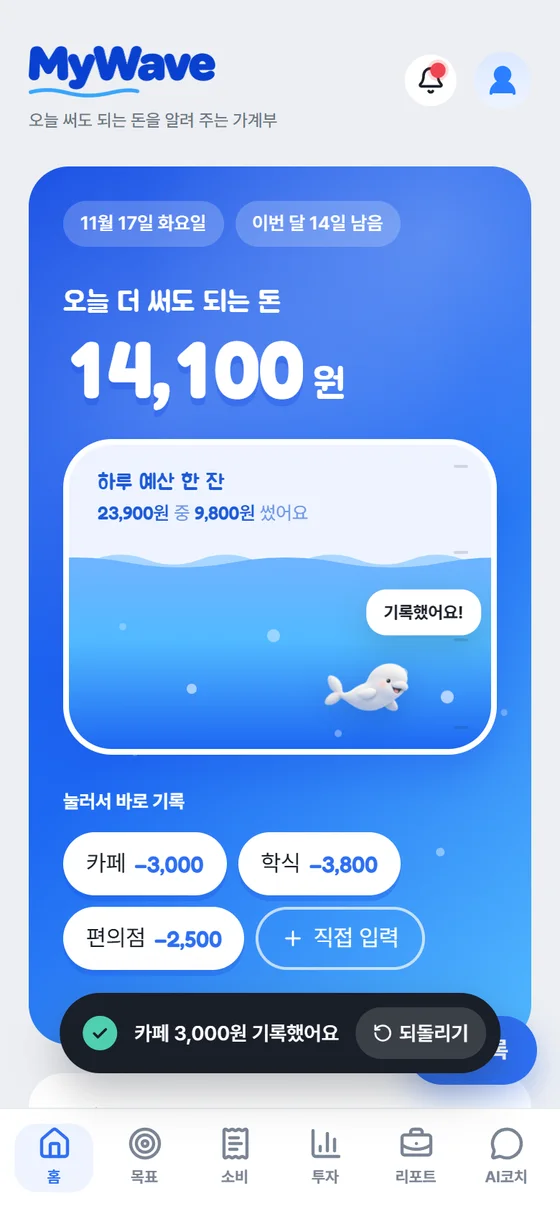 MyWave
오늘 써도 되는 돈을 알려 주는 가계부
11월 17일 화요일
이번 달 14일 남음
오늘 더 써도 되는 돈
14,100 원
하루 예산 한 잔
23,900원 중 9,800원 썼어요
기록했어요!
눌러서 바로 기록
카페 –3,000
학식 –3,800
편의점 –2,500
+ 직접 입력
카페 3,000원 기록했어요
되돌리기
록
홈
목표
소비
투자
리포트
AI코치